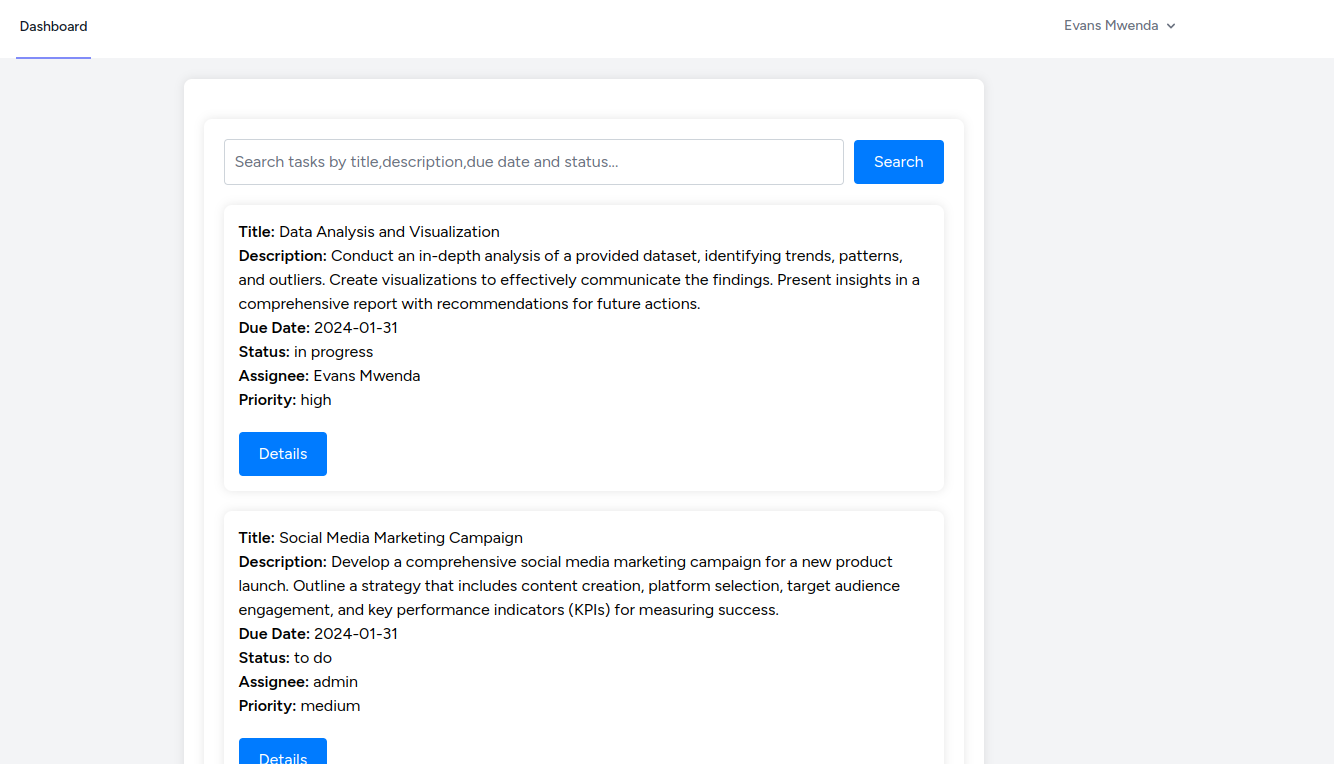 Dashboard
Evans Mwenda
Search tasks by title,description,due date and status...
Search
Title: Data Analysis and Visualization
Description: Conduct an in-depth analysis of a provided dataset, identifying trends, patterns,
and outliers. Create visualizations to effectively communicate the findings. Present insights in a
comprehensive report with recommendations for future actions.
Due Date: 2024-01-31
Status: in progress
Assignee: Evans Mwenda
Priority: high
Details
Title: Social Media Marketing Campaign
Description: Develop a comprehensive social media marketing campaign for a new product
launch. Outline a strategy that includes content creation, platform selection, target audience
engagement, and key performance indicators (KPIs) for measuring success.
Due Date: 2024-01-31
Status: to do
Assignee: admin
Priority: medium
Details